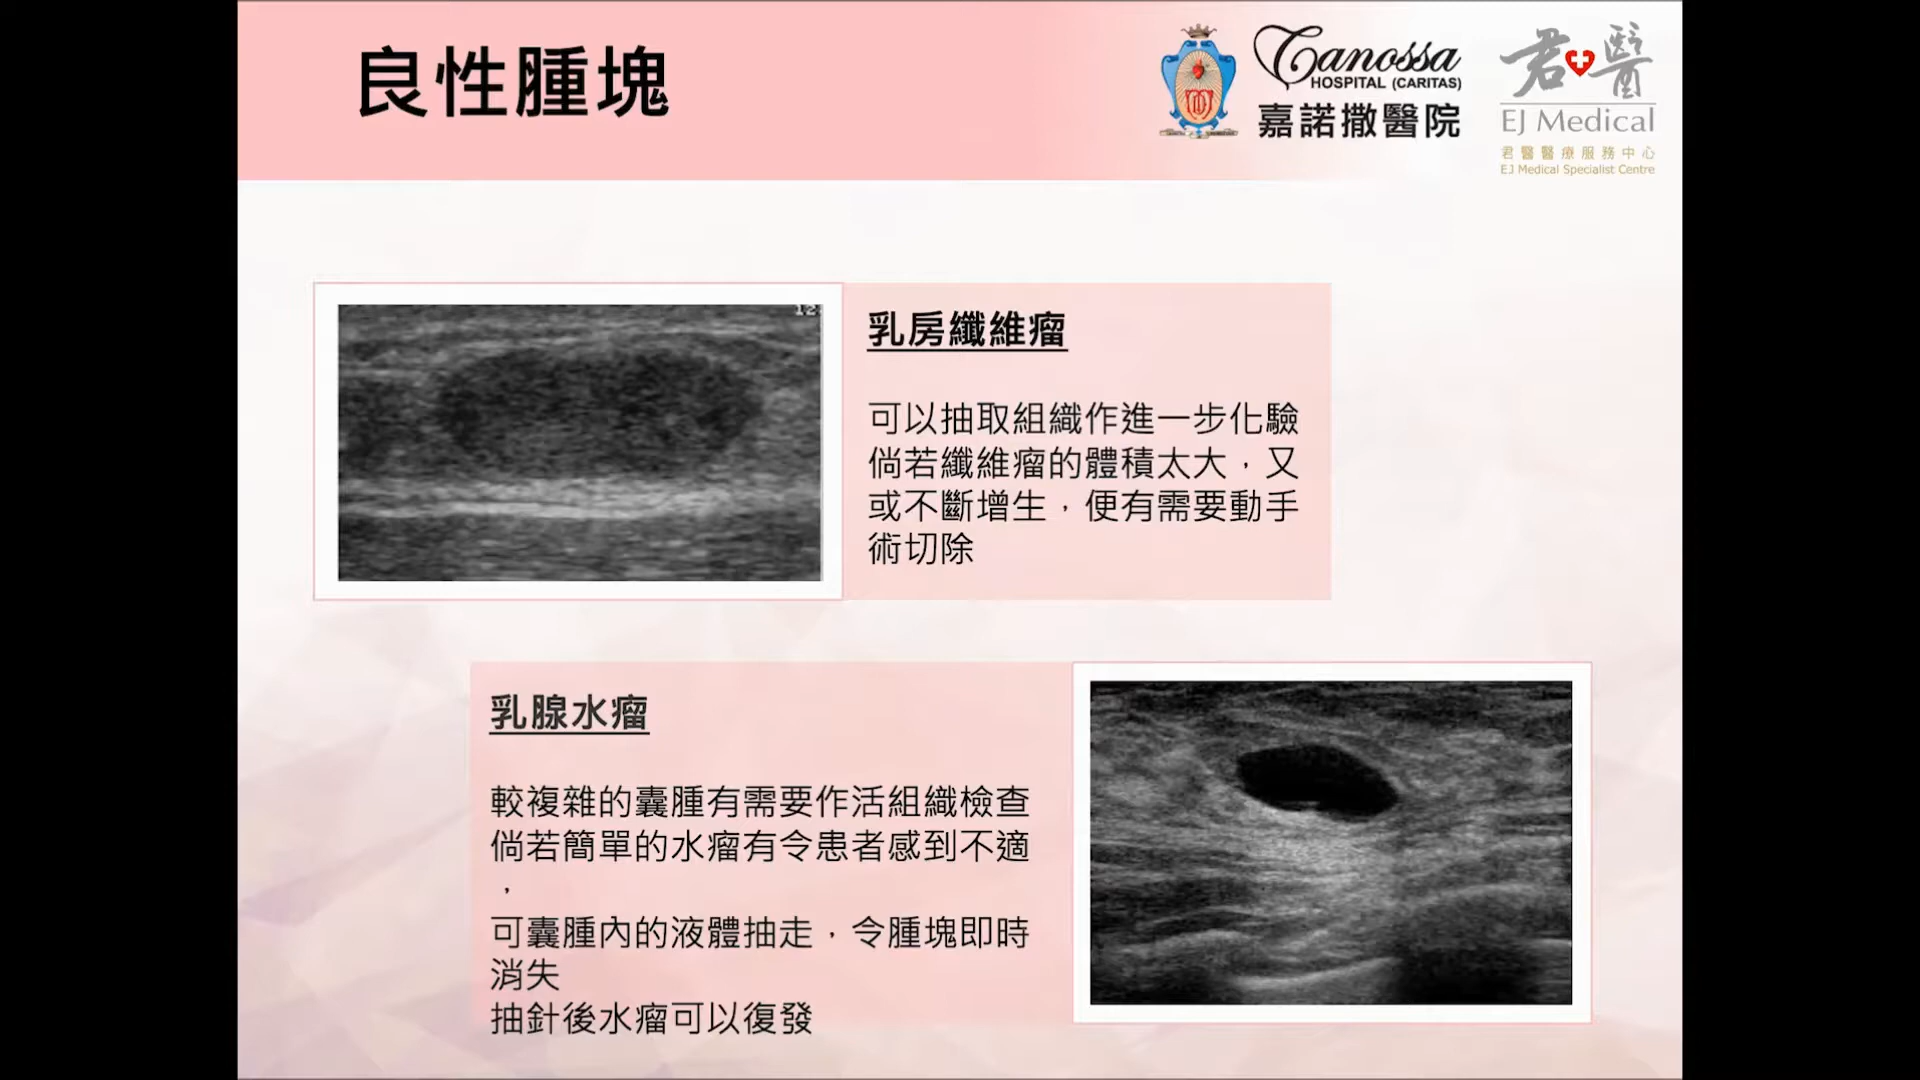 良性腫塊
Canossa
HOSPITAL (CARITAS)
嘉諾撒醫院
君醫
EJ Medical
君醫醫療服務中心
EJ Medical Specialist Centre
12
乳房纖維瘤
可以抽取組織作進一步化驗
倘若纖維瘤的體積太大，又
或不斷增生，便有需要動手
術切除
乳腺水瘤
較複雜的囊腫有需要作活組織檢查
倘若簡單的水瘤有令患者感到不適
，
可囊腫內的液體抽走，令腫塊即時
消失
抽針後水瘤可以復發